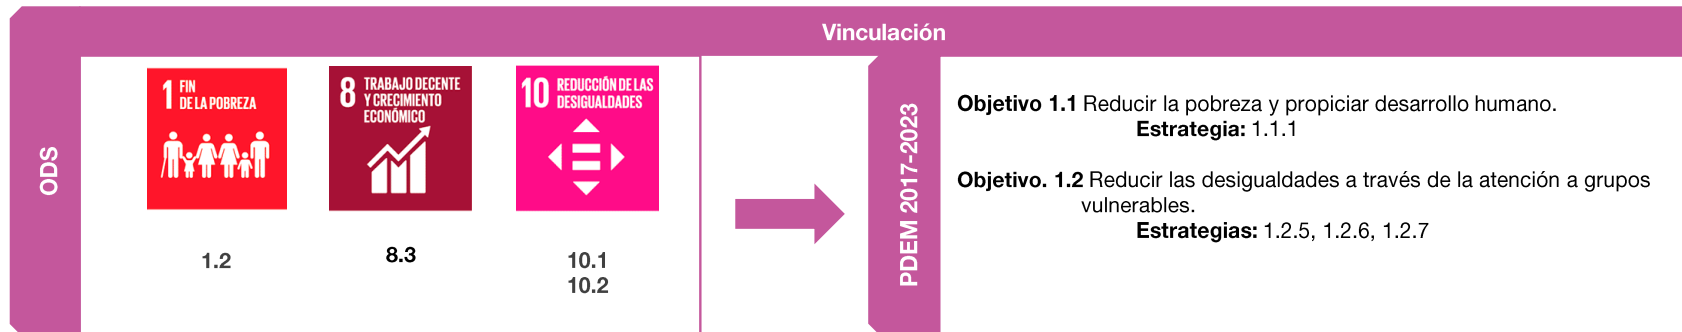 Vinculación
ODS
1 FIN
DE LA POBREZA
8 TRABAJO DECENTE
Y CRECIMIENTO
ECONÓMICO
10 REDUCCIÓN DE LAS
DESIGUALDADES
1.2
8.3
10.1
10.2
PDEM 2017-2023
Objetivo 1.1 Reducir la pobreza y propiciar desarrollo humano.
Estrategia: 1.1.1
Objetivo. 1.2 Reducir las desigualdades a través de la atención a grupos
vulnerables.
Estrategias: 1.2.5, 1.2.6, 1.2.7